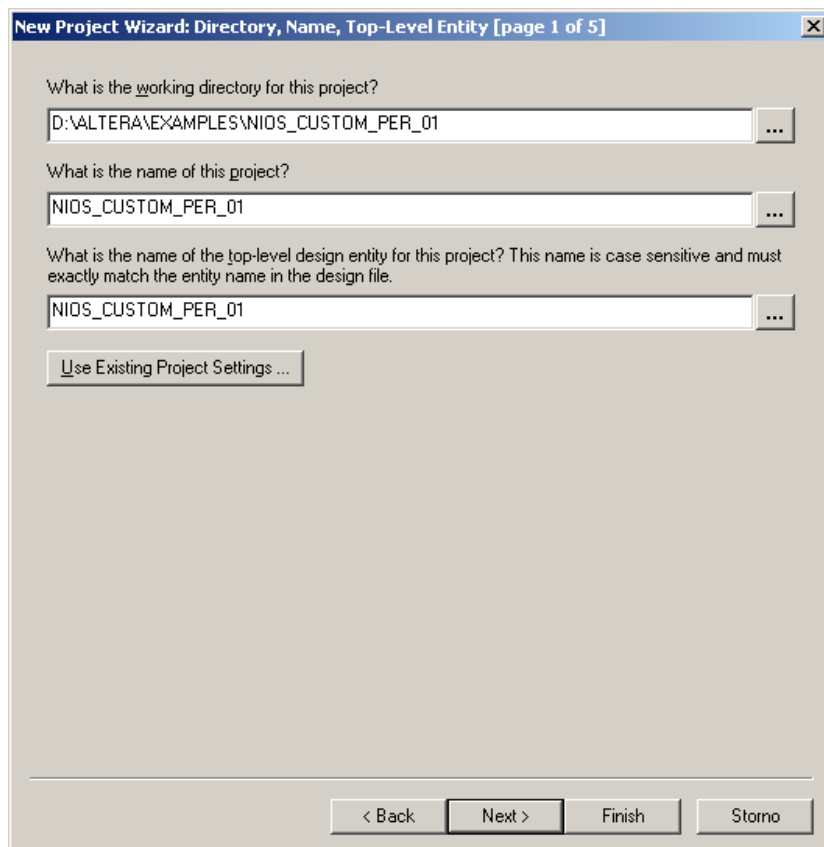 New Project Wizard: Directory, Name, Top-Level Entity [page 1 of 5]
What is the working directory for this project?
D:\ALTERA\EXAMPLES\NIOS_CUSTOM_PER_01
...
What is the name of this project?
NIOS_CUSTOM_PER_01
...
What is the name of the top-level design entity for this project? This name is case sensitive and must
exactly match the entity name in the design file.
NIOS_CUSTOM_PER_01
...
Use Existing Project Settings ...
< Back
Next >
Finish
Storno